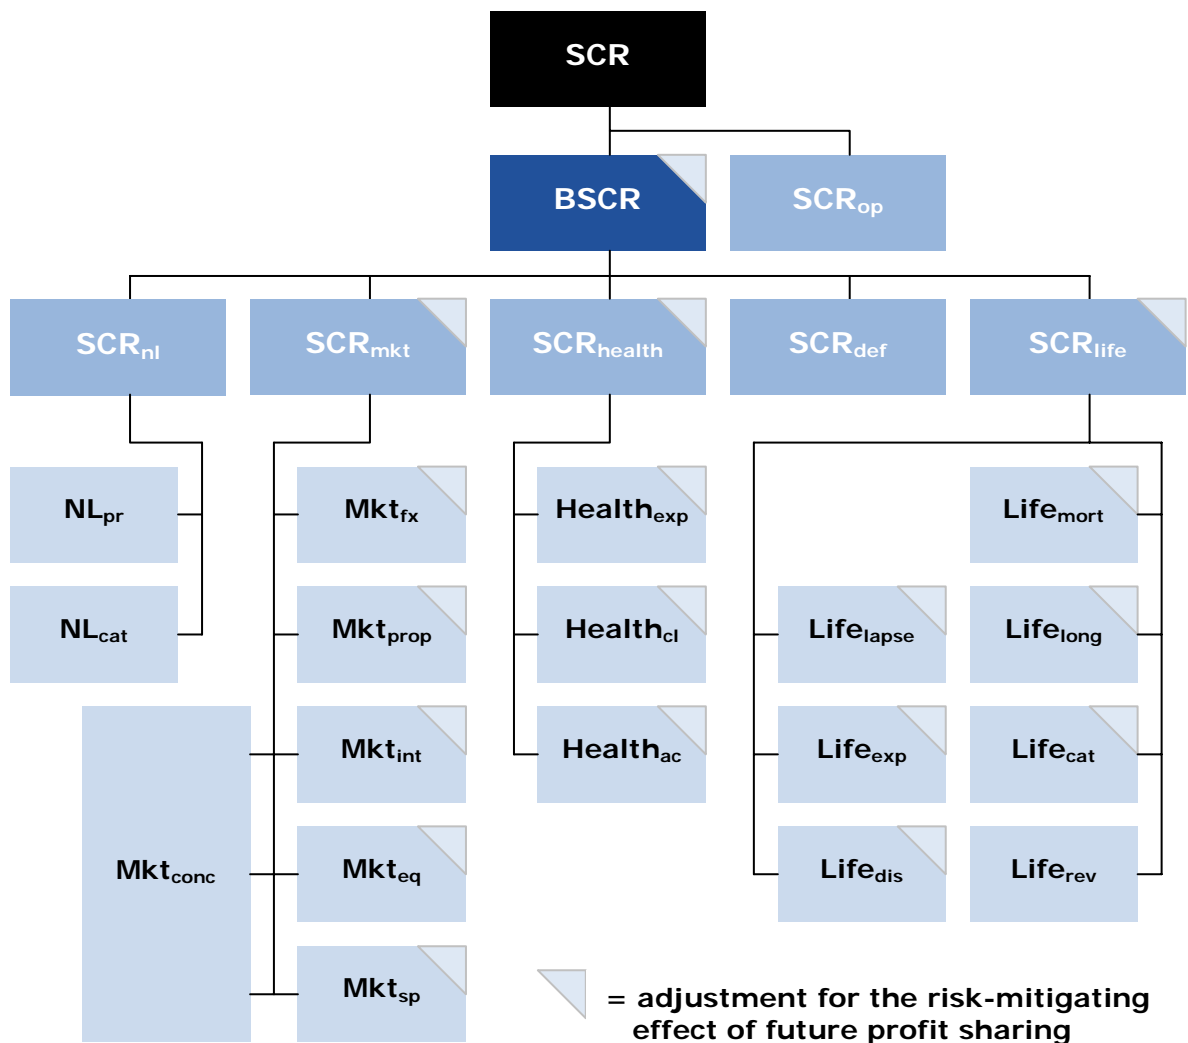 SCR
BSCR
SCRop
SCRnl
SCRmkt
SCRhealth
SCRdef
SCRlife
NLpr
Mktfx
Healthexp
Lifemort
NLcat
Mktprop
Healthcl
Lifelapse
Lifelong
Mktint
Healthac
Lifeexp
Lifecat
Mktconc
Mkteq
Lifedis
Liferev
Mktsp
= adjustment for the risk-mitigating
effect of future profit sharing